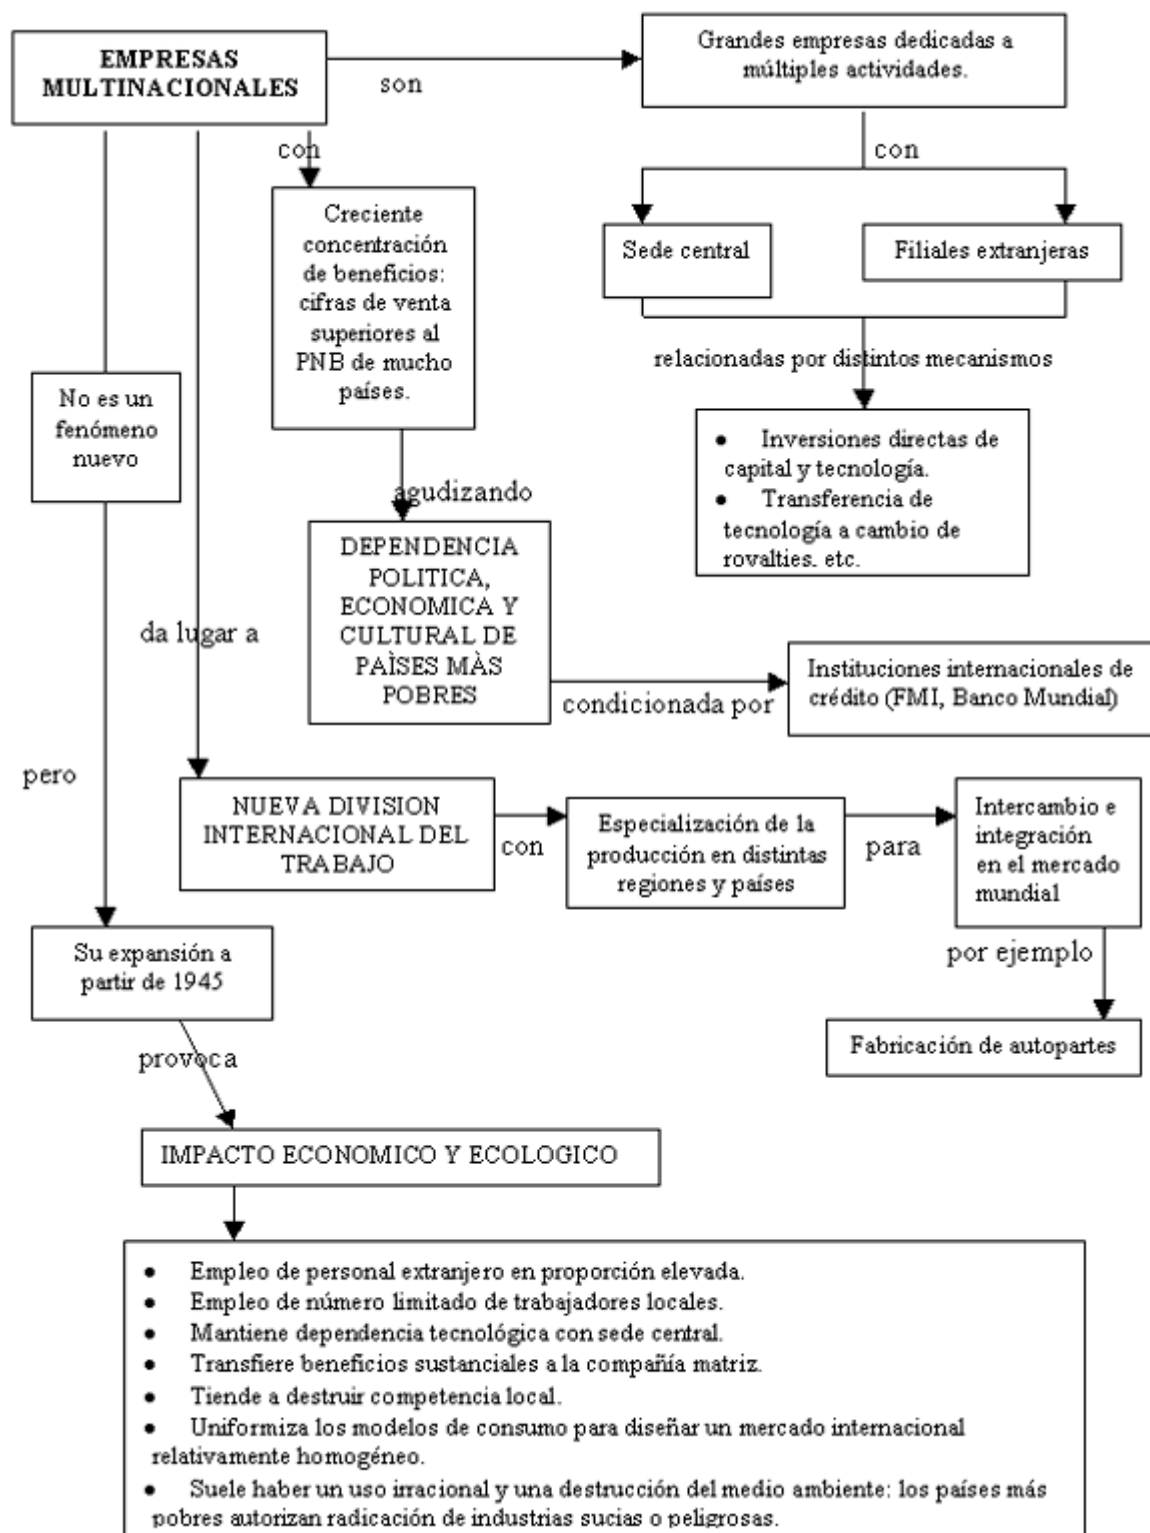 EMPRESAS
MULTINACIONALES
son
Grandes empresas dedicadas a
múltiples actividades.
con
Sede central
Filiales extranjeras
relacionadas por distintos mecanismos
● Inversiones directas de
capital y tecnología.
● Transferencia de
tecnología a cambio de
rovalties. etc.
con
Creciente
concentración
de beneficios:
cifras de venta
superiores al
PNB de mucho
países.
agudizando
DEPENDENCIA
POLITICA,
ECONOMICA Y
CULTURAL DE
PAÌSES MÀS
POBRES
condicionada por
Instituciones internacionales de
crédito (FMI, Banco Mundial)
da lugar a
NUEVA DIVISION
INTERNACIONAL DEL
TRABAJO
con
Especialización de la
producción en distintas
regiones y países
para
Intercambio e
integración
en el mercado
mundial
por ejemplo
Fabricación de autopartes
No es un
fenómeno
nuevo
pero
Su expansión a
partir de 1945
provoca
IMPACTO ECONOMICO Y ECOLOGICO
● Empleo de personal extranjero en proporción elevada.
● Empleo de número limitado de trabajadores locales.
● Mantiene dependencia tecnológica con sede central.
● Transfiere beneficios sustanciales a la compañía matriz.
● Tiende a destruir competencia local.
● Uniformiza los modelos de consumo para diseñar un mercado internacional
relativamente homogéneo.
● Suele haber un uso irracional y una destrucción del medio ambiente: los países más
pobres autorizan radicación de industrias sucias o peligrosas.